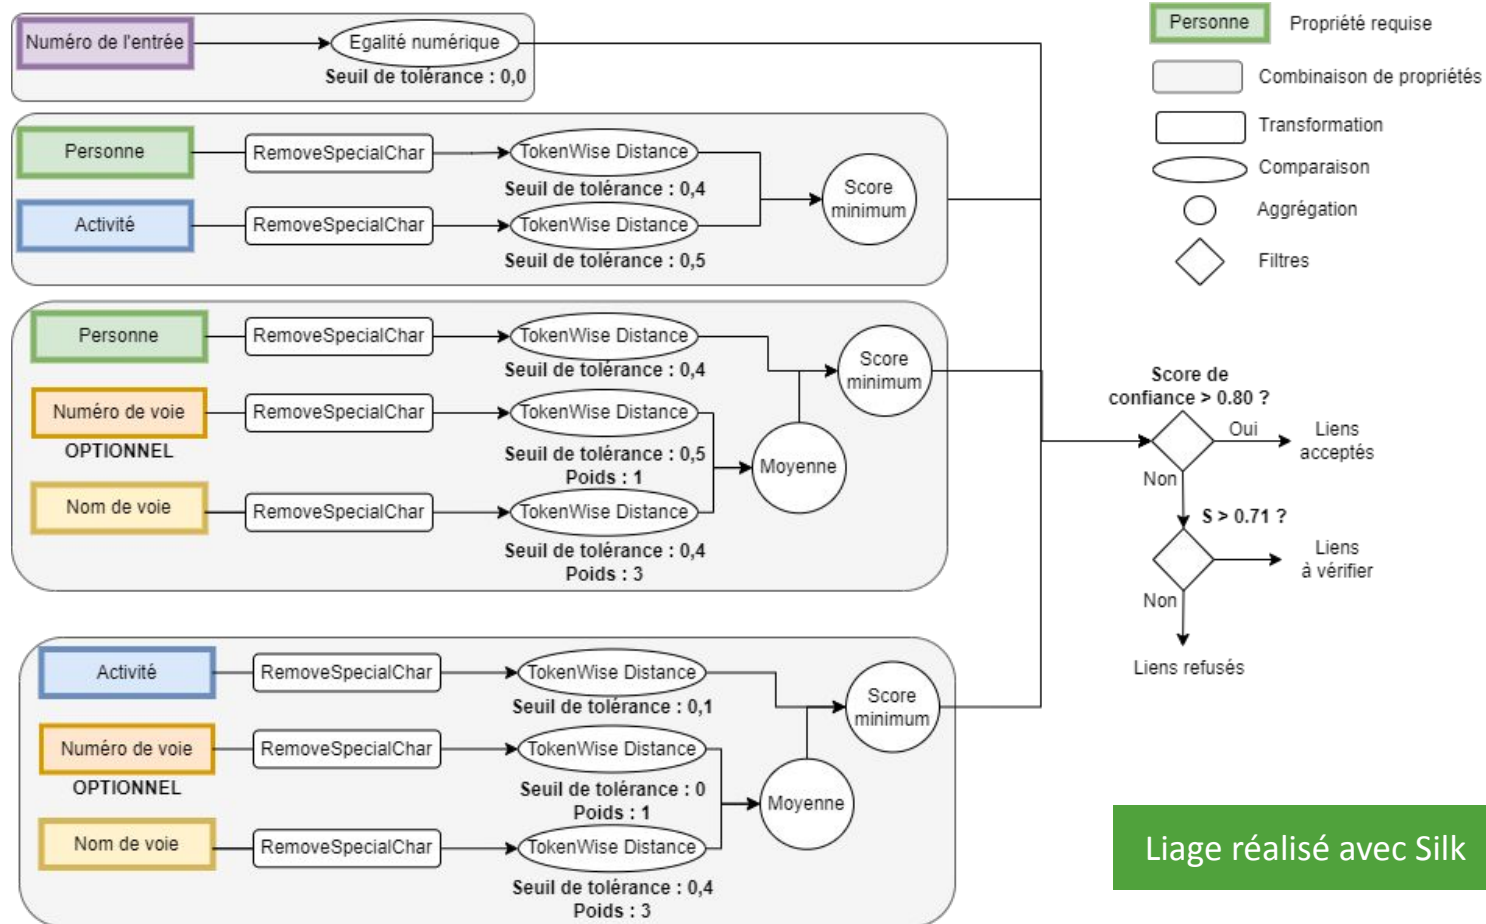 Numéro de l'entrée
Egalité numérique
Seuil de tolérance : 0,0
Personne
RemoveSpecialChar
TokenWise Distance
Seuil de tolérance : 0,4
Activité
RemoveSpecialChar
TokenWise Distance
Seuil de tolérance : 0,5
Score
minimum
Personne
RemoveSpecialChar
TokenWise Distance
Seuil de tolérance : 0,4
Numéro de voie
OPTIONNEL
RemoveSpecialChar
TokenWise Distance
Seuil de tolérance : 0,5
Poids : 1
Nom de voie
RemoveSpecialChar
TokenWise Distance
Seuil de tolérance : 0,4
Poids : 3
Moyenne
Score
minimum
Activité
RemoveSpecialChar
TokenWise Distance
Seuil de tolérance : 0,1
Numéro de voie
OPTIONNEL
RemoveSpecialChar
TokenWise Distance
Seuil de tolérance : 0
Poids : 1
Nom de voie
RemoveSpecialChar
TokenWise Distance
Seuil de tolérance : 0,4
Poids : 3
Moyenne
Score
minimum
Personne
Propriété requise
Combinaison de propriétés
Transformation
Comparaison
Aggrégation
Filtres
Score de
confiance > 0.80 ?
Oui
Liens
acceptés
Non
S > 0.71 ?
Liens
à vérifier
Non
Liens refusés
Liage réalisé avec Silk